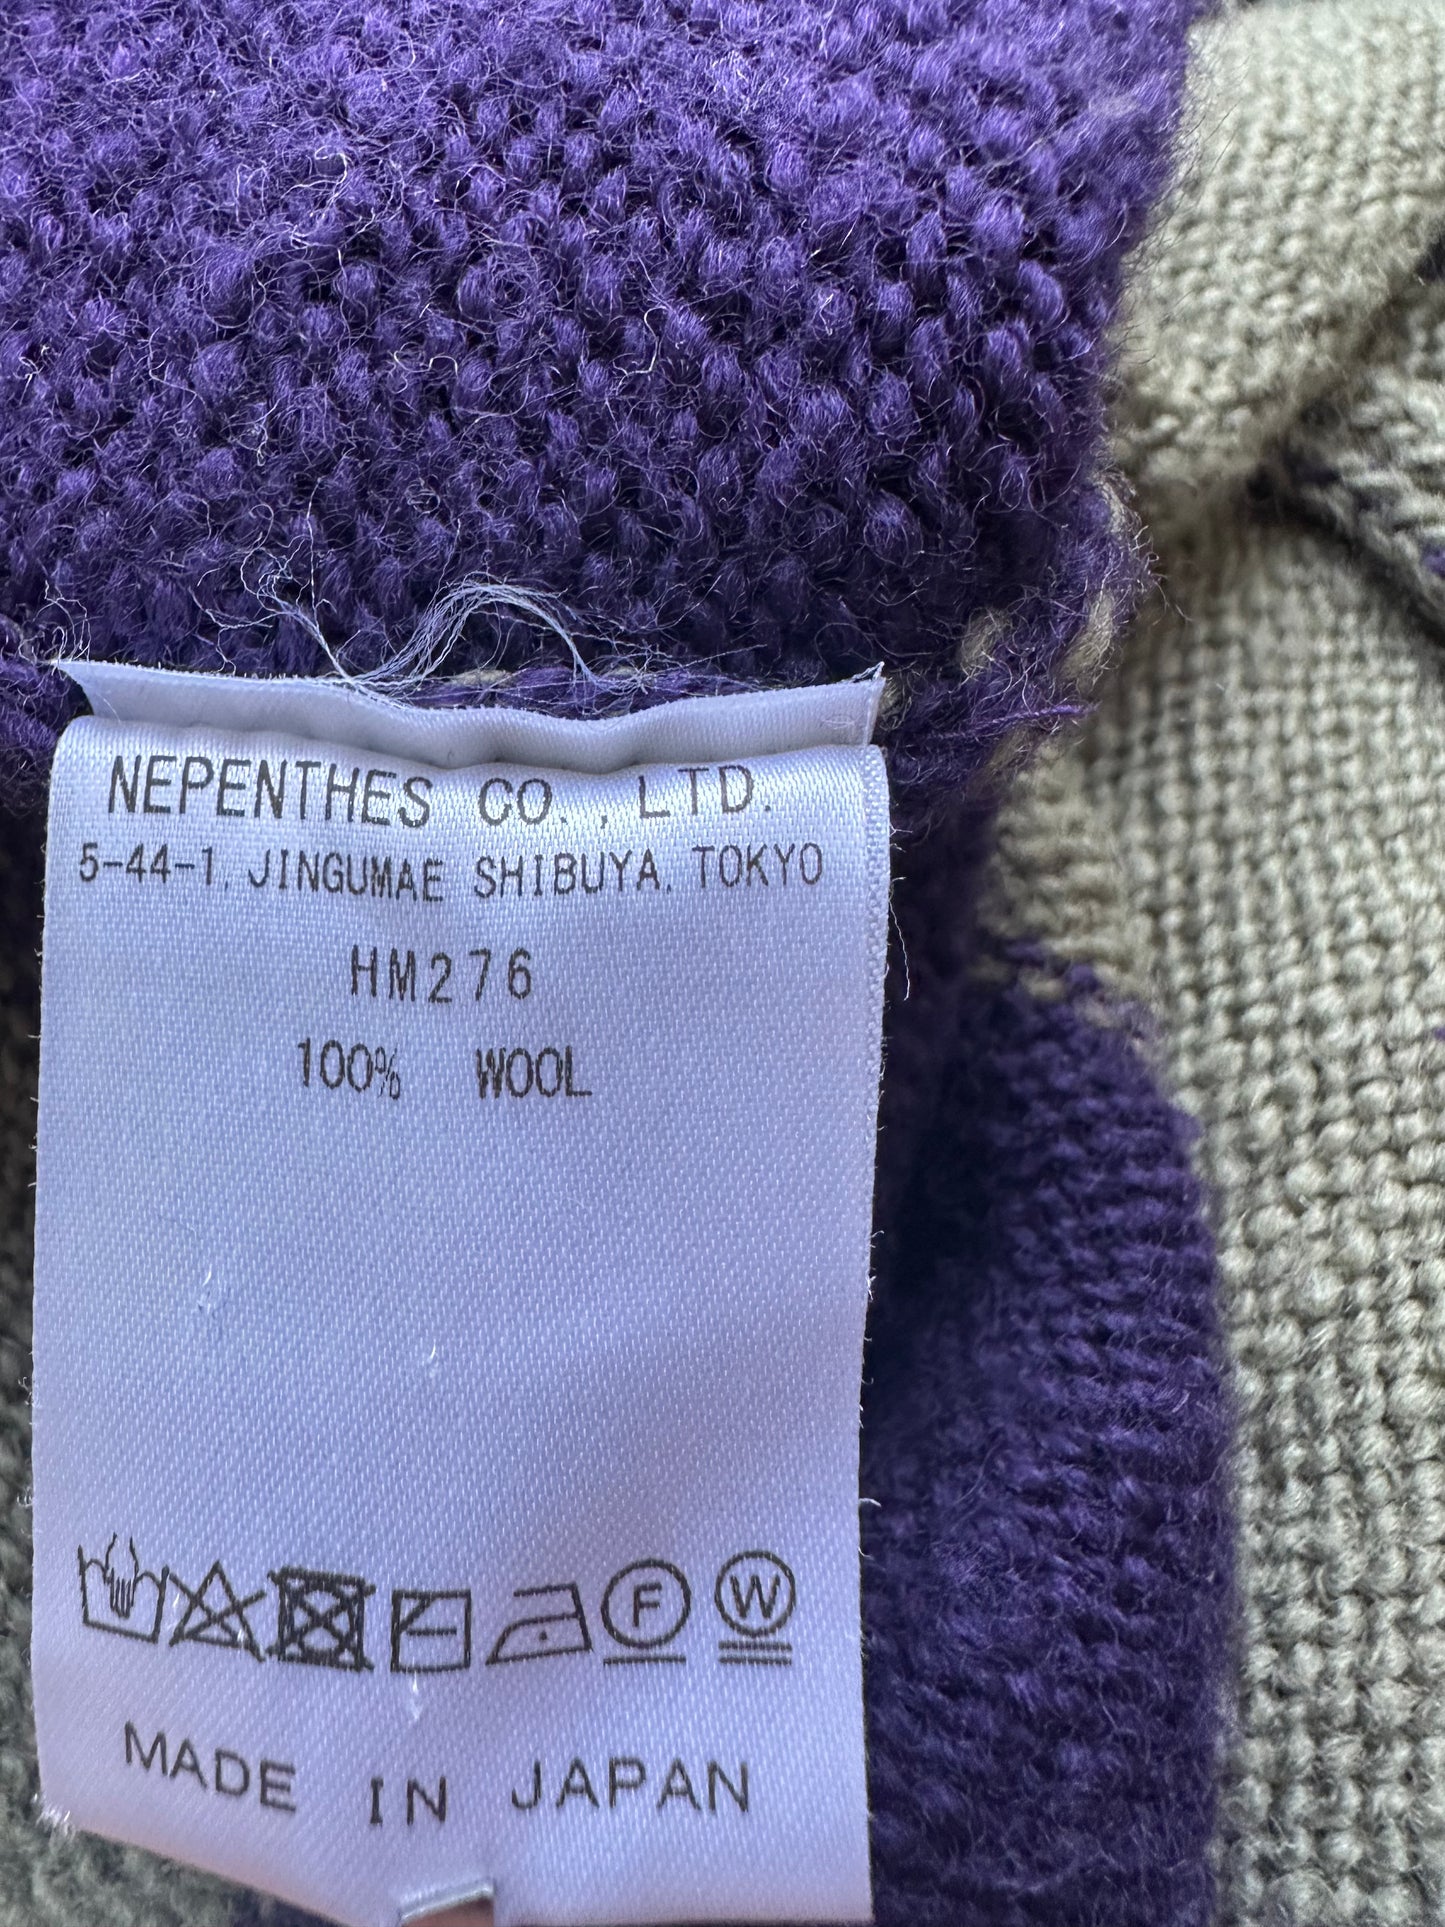 NEPENTHES CO., LTD.
5-44-1, JINGUMAE SHIBUYA, TOKYO
HM276
100% WOOL
F W
MADE IN JAPAN